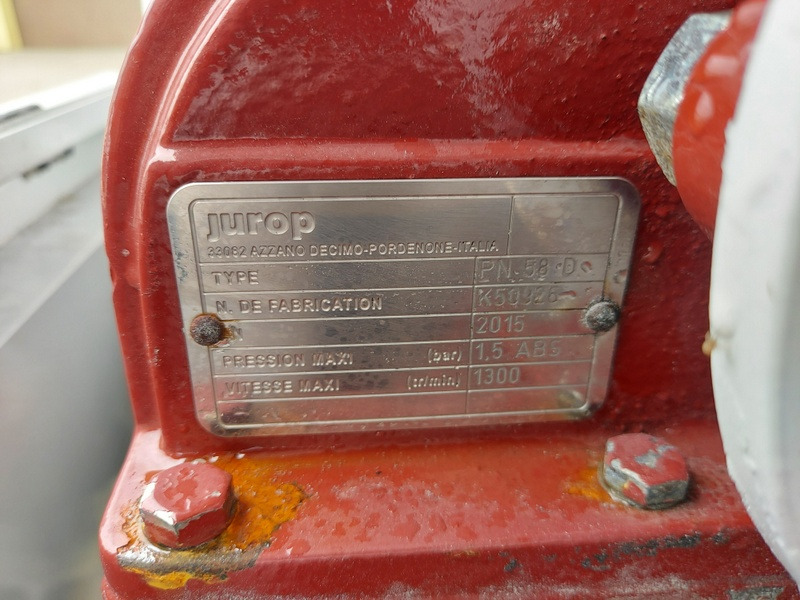 jurop
33082 AZZANO DECIMO-PORDENONE-ITALIA
TYPE PN 58 D
N. DE FABRICATION
2015
PRESSION MAXI (bar) 1,5 ABS
VITESSE MAXI (tr/min) 1300